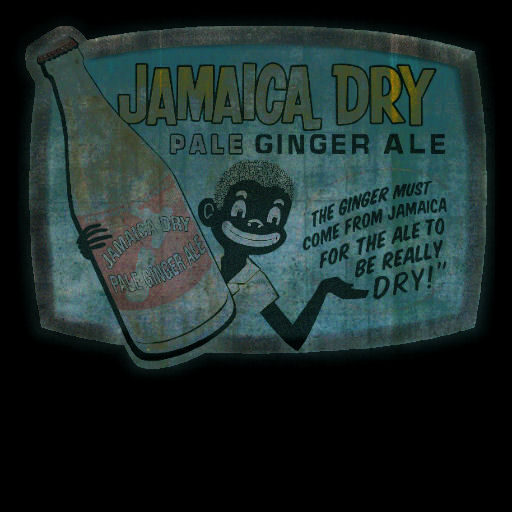 JAMAICA DRY
PALE GINGER ALE
THE GINGER MUST
COME FROM JAMAICA
FOR THE ALE TO
BE REALLY
DRY!"
JAMAICA DRY
PALE GINGER ALE